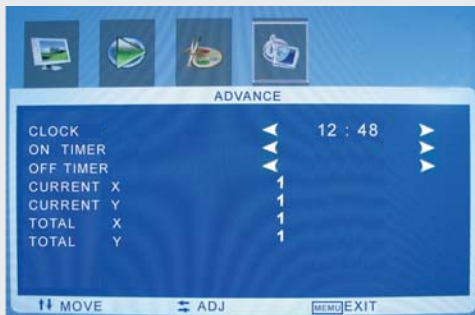 ADVANCE
CLOCK 12 : 48
ON TIMER
OFF TIMER
CURRENT X 1
CURRENT Y 1
TOTAL X 1
TOTAL Y 1
MOVE ADJ MEMU EXIT